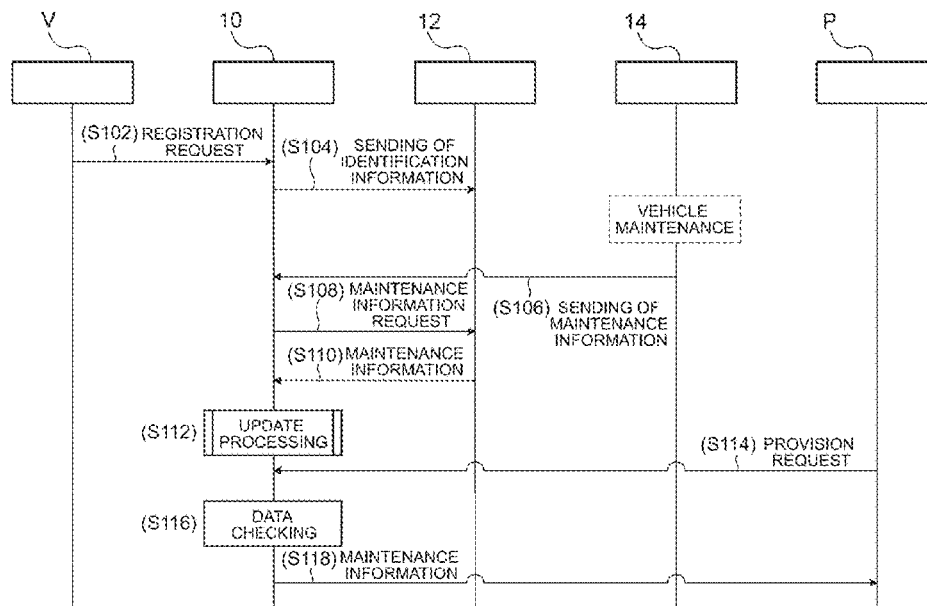 V 10 12 14 P
(S102) REGISTRATION
REQUEST
(S104) SENDING OF
IDENTIFICATION
INFORMATION
VEHICLE
MAINTENANCE
(S108) MAINTENANCE
INFORMATION
REQUEST
(S106) SENDING OF
MAINTENANCE
INFORMATION
(S110) MAINTENANCE
INFORMATION
(S112) UPDATE
PROCESSING
(S114) PROVISION
REQUEST
(S116) DATA
CHECKING
(S118) MAINTENANCE
INFORMATION